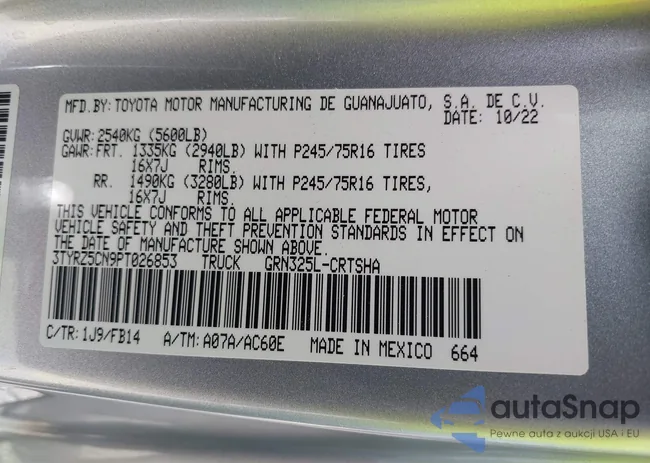 MFD.BY:TOYOTA MOTOR MANUFACTURING DE GUANAJUATO, S.A. DE C.V.
DATE: 10/22
GVWR:2540KG (5600LB)
GAWR:FRT. 1335KG (2940LB) WITH P245/75R16 TIRES
16X7J RIMS.
RR. 1490KG (3280LB) WITH P245/75R16 TIRES,
16X7J RIMS.
THIS VEHICLE CONFORMS TO ALL APPLICABLE FEDERAL MOTOR
VEHICLE SAFETY AND THEFT PREVENTION STANDARDS IN EFFECT ON
THE DATE OF MANUFACTURE SHOWN ABOVE.
3TYRZ5CN9PT026853 TRUCK GRN325L-CRTSHA
C/TR:1J9/FB14 A/TM:A07A/AC60E MADE IN MEXICO 664
autaSnap
Pewne auta z aukcji USA i EU